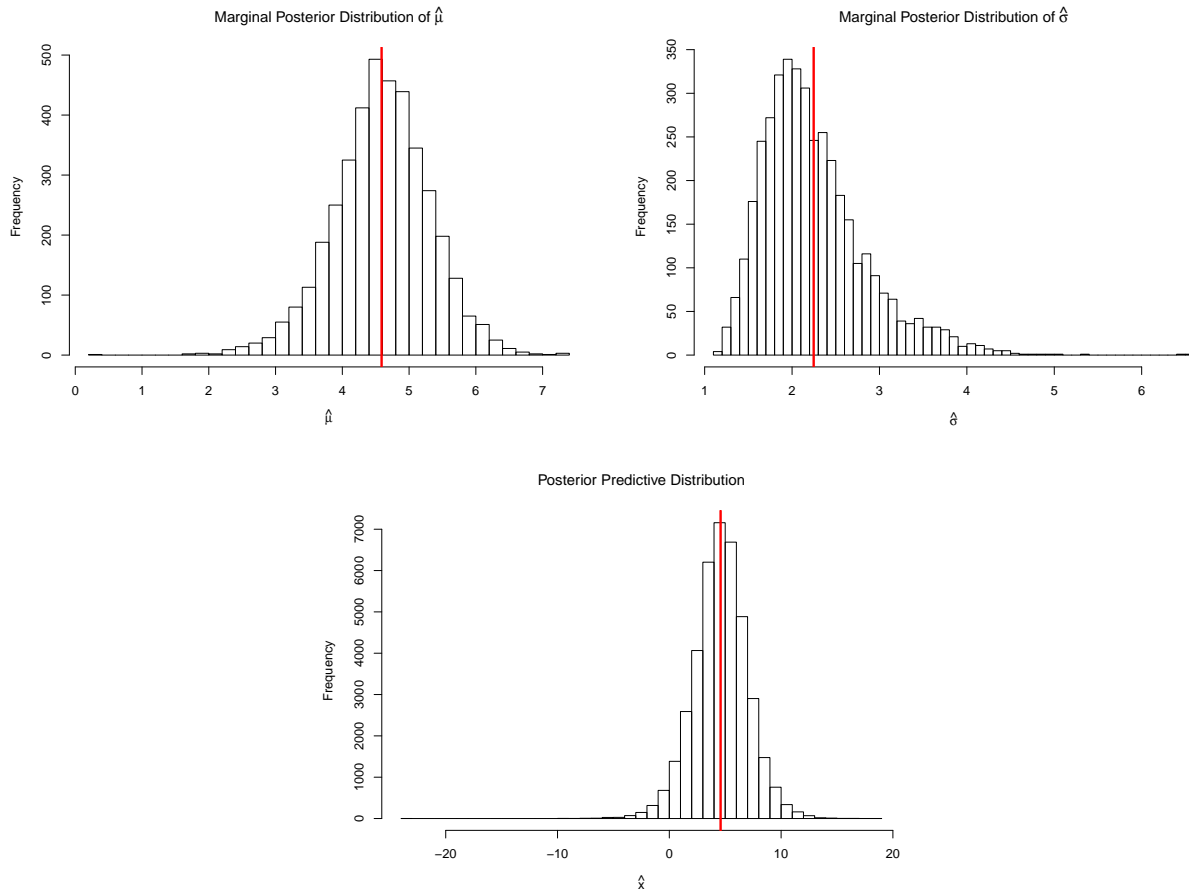 Marginal Posterior Distribution of μ̂
Frequency
0
100
200
300
400
500
0 1 2 3 4 5 6 7
μ̂
Marginal Posterior Distribution of σ̂
Frequency
0
50
100
150
200
250
300
350
1 2 3 4 5 6
σ̂
Posterior Predictive Distribution
Frequency
0
1000
2000
3000
4000
5000
6000
7000
−20 −10 0 10 20
x̂